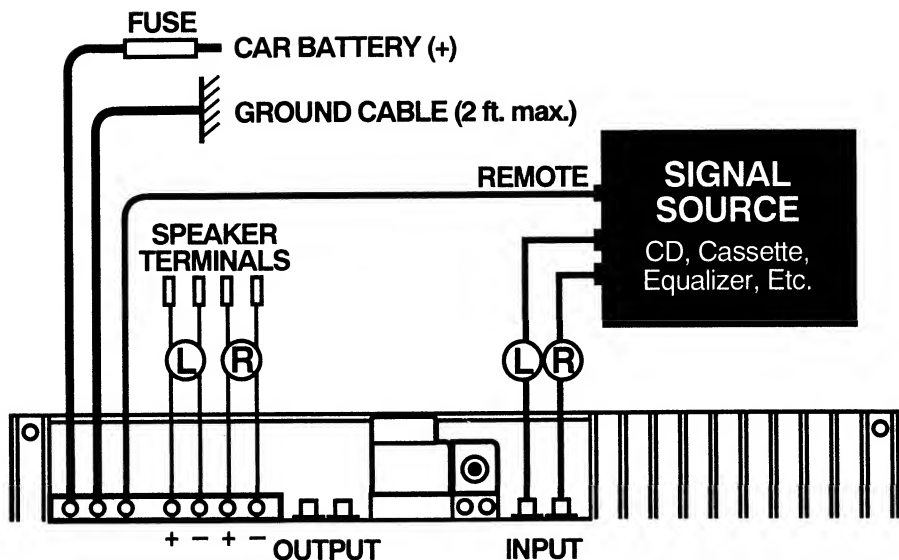 FUSE
CAR BATTERY (+)
GROUND CABLE (2 ft. max.)
REMOTE
SIGNAL
SOURCE
CD, Cassette,
Equalizer, Etc.
SPEAKER
TERMINALS
L R
L R
+ − + −
OUTPUT
INPUT